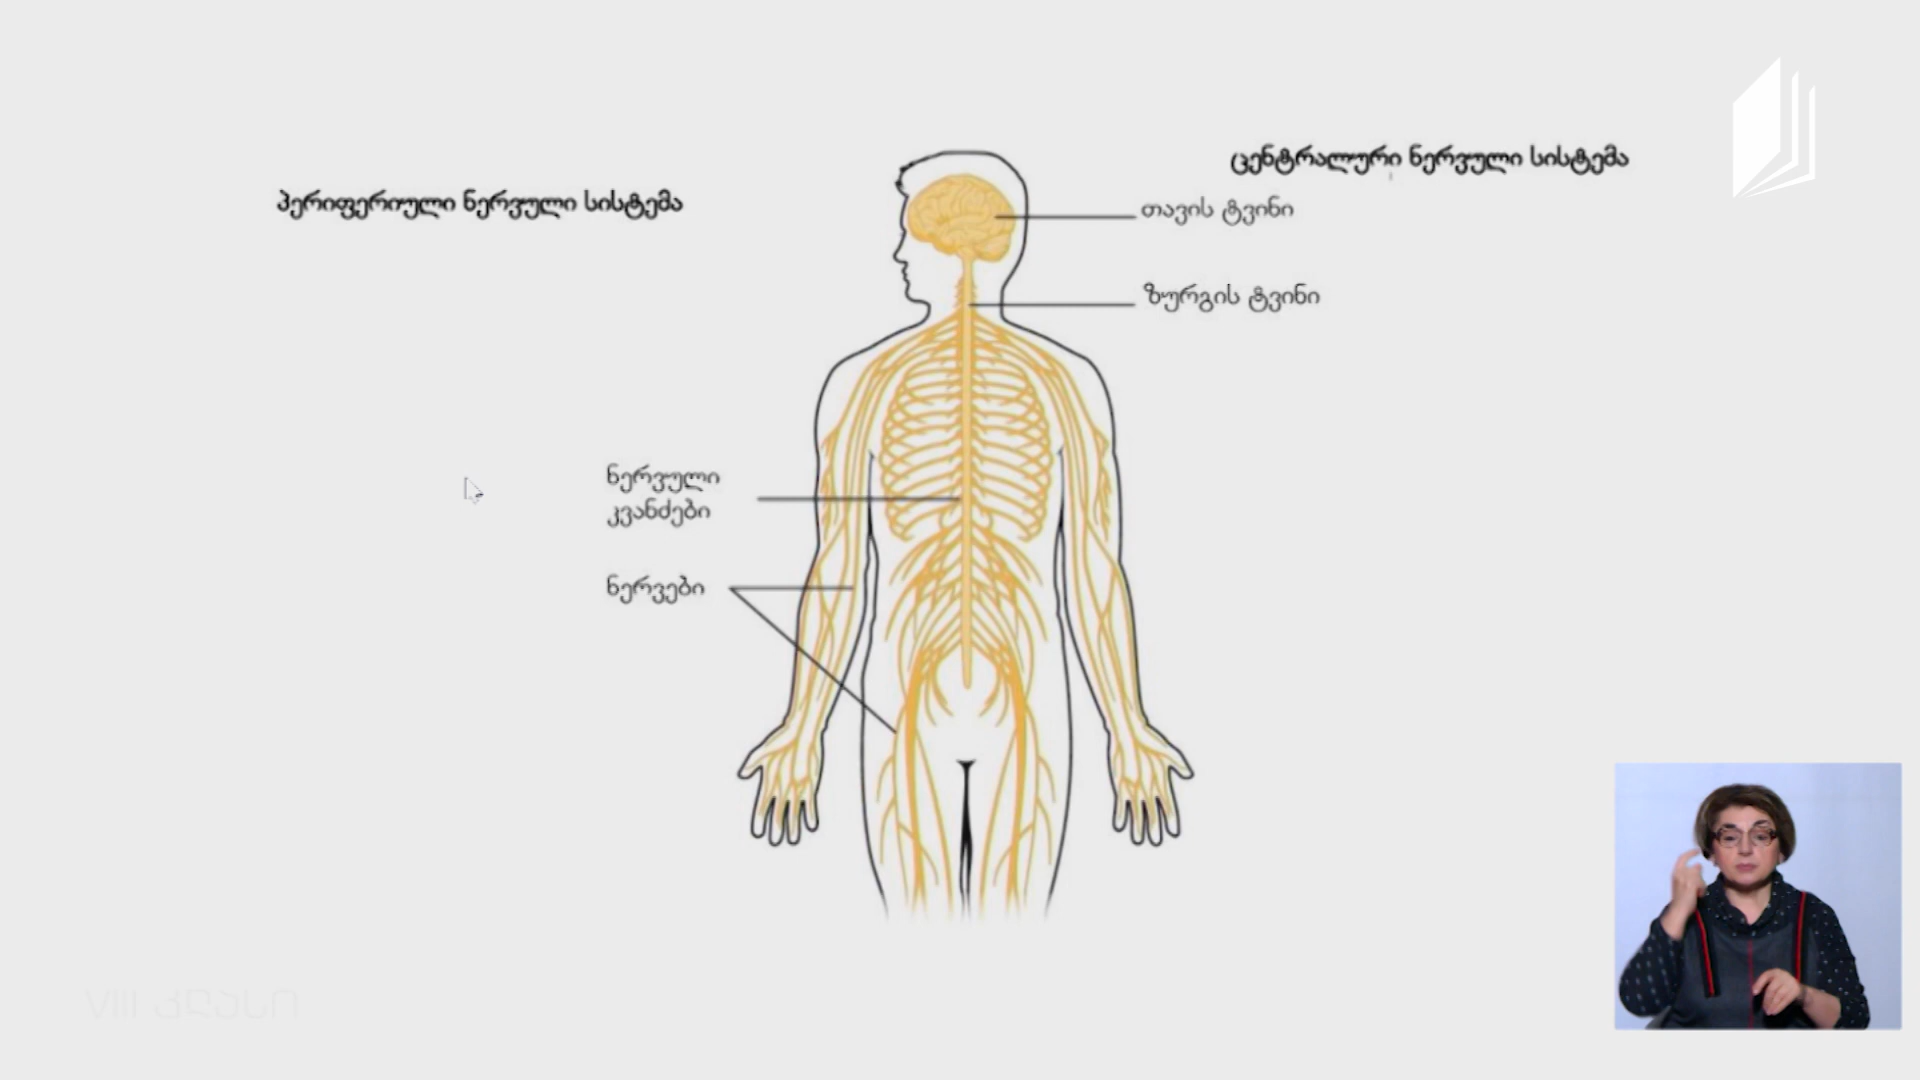 ცენტრალური ნერვული სისტემა
პერიფერიული ნერვული სისტემა
თავის ტვინი
ზურგის ტვინი
ნერვული
კვანძები
ნერვები
VIII კლასი